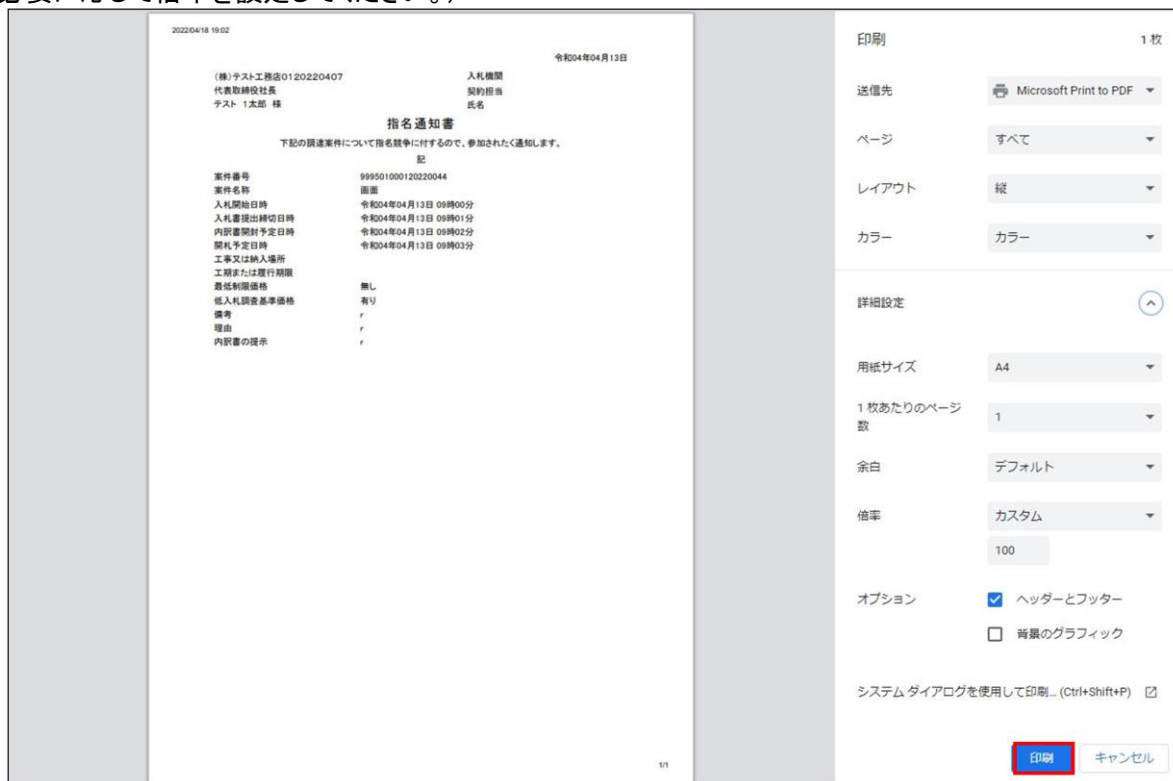 必要に応じて倍率を設定してください。)
2022/04/18 19:02
令和04年04月13日
(株)テスト工務店0120220407 入札機関
代表取締役社長 契約担当
テスト 1太郎 様 氏名
指名通知書
下記の調達案件について指名競争に付するので、参加されたく通知します。
記
案件番号 999501000120220044
案件名称 画面
入札開始日時 令和04年04月13日 09時00分
入札書提出締切日時 令和04年04月13日 09時01分
内訳書開封予定日時 令和04年04月13日 09時02分
開札予定日時 令和04年04月13日 09時03分
工事又は納入場所
工期または履行期限
最低制限価格 無し
低入札調査基準価格 有り
備考 r
理由 r
内訳書の提示 r
1/1
印刷 1 枚
送信先 Microsoft Print to PDF
ページ すべて
レイアウト 縦
カラー カラー
詳細設定
用紙サイズ A4
1 枚あたりのページ
数 1
余白 デフォルト
倍率 カスタム
100
オプション ヘッダーとフッター
背景のグラフィック
システム ダイアログを使用して印刷... (Ctrl+Shift+P)
印刷 キャンセル